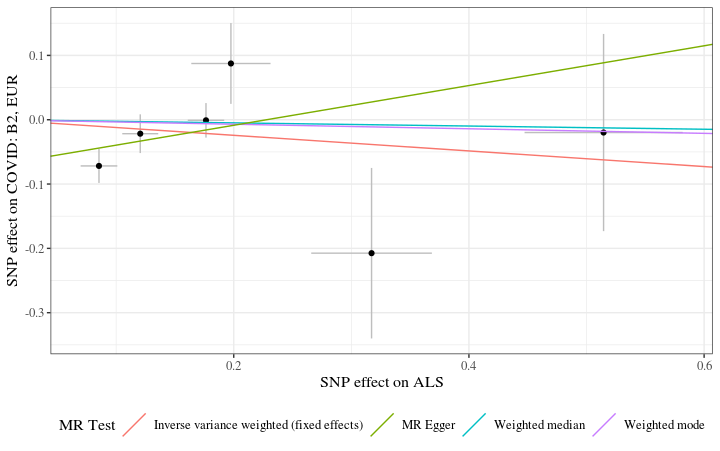 0.1
0.0
-0.1
-0.2
-0.3
SNP effect on COVID: B2, EUR
0.2 0.4 0.6
SNP effect on ALS
MR Test Inverse variance weighted (fixed effects) MR Egger Weighted median Weighted mode